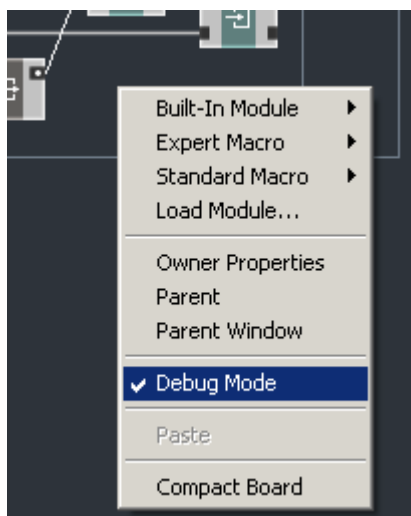 Built-In Module
Expert Macro
Standard Macro
Load Module...
Owner Properties
Parent
Parent Window
Debug Mode
Paste
Compact Board